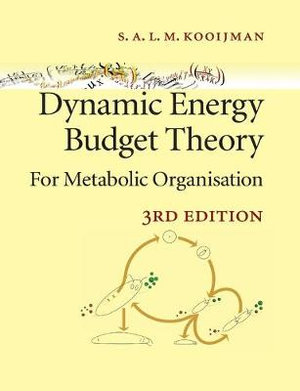 S. A. L. M. KOOIJMAN
Dynamic Energy
Budget Theory
For Metabolic Organisation
3RD EDITION